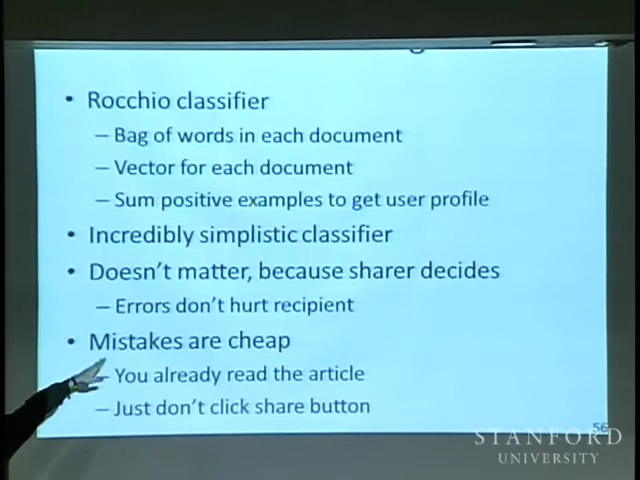 • Rocchio classifier
– Bag of words in each document
– Vector for each document
– Sum positive examples to get user profile
• Incredibly simplistic classifier
• Doesn't matter, because sharer decides
– Errors don't hurt recipient
• Mistakes are cheap
– You already read the article
– Just don't click share button
56
STANFORD
UNIVERSITY